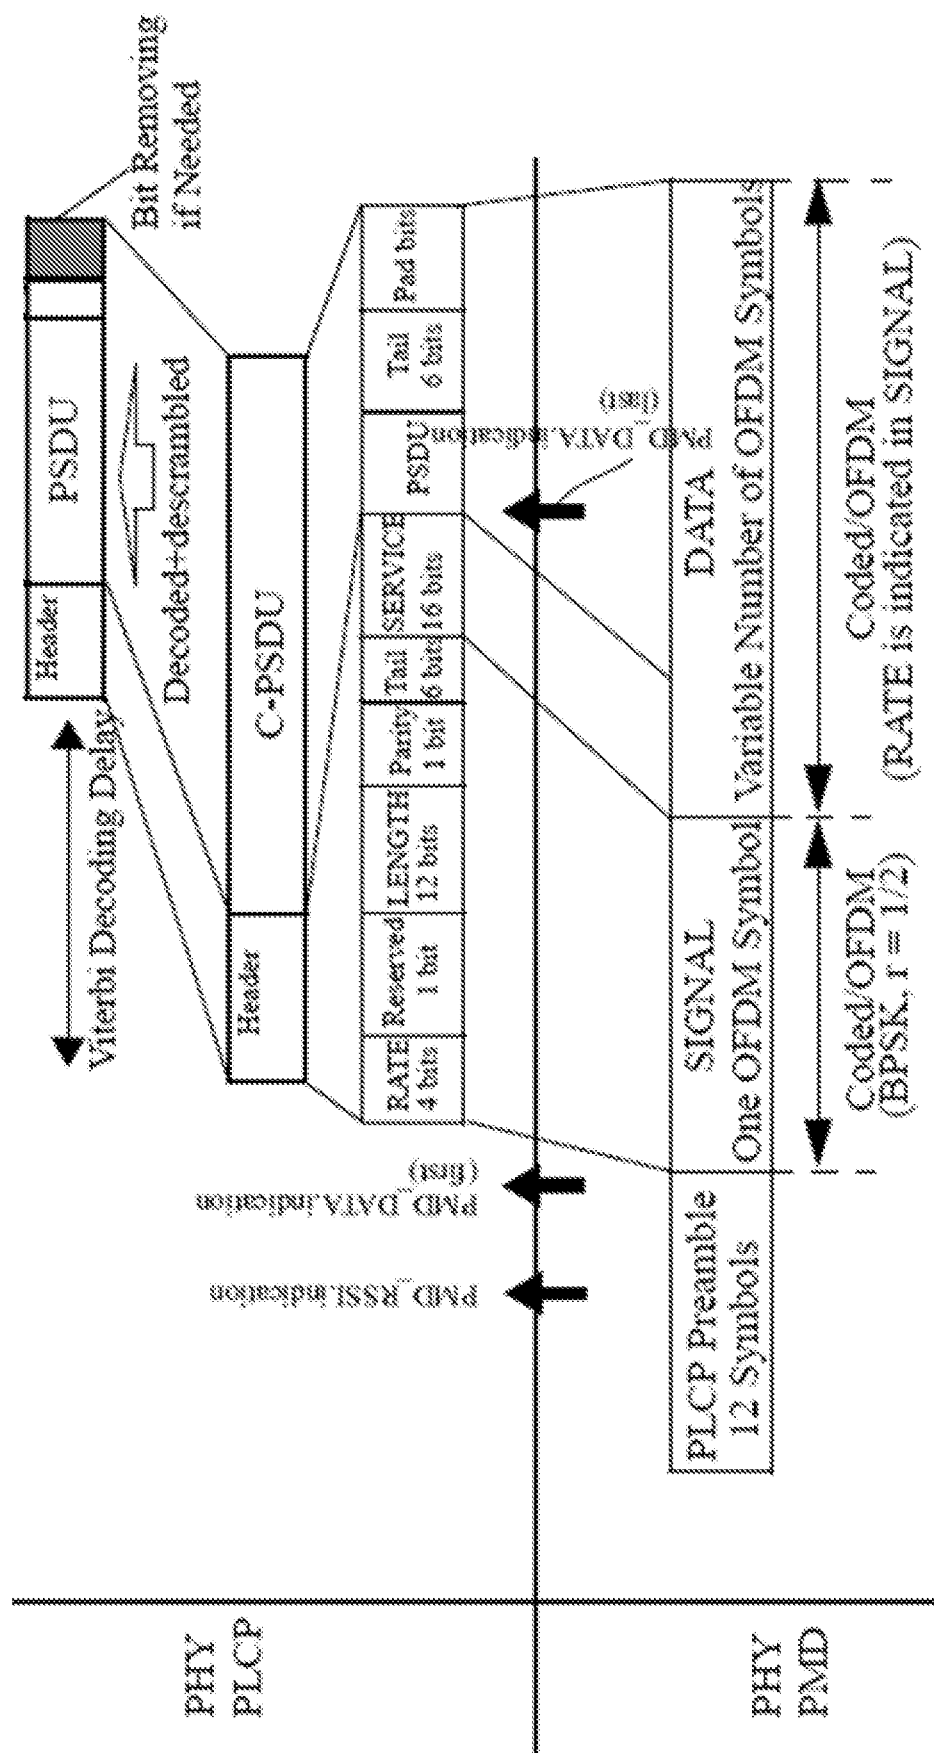 PHY
PLCP
Viterbi Decoding Delay
Header
PSDU
Bit Removing
if Needed
Decoded+descrambled
Header
C-PSDU
RATE
4 bits
Reserved
1 bit
LENGTH
12 bits
Parity
1 bit
Tail
6 bits
SERVICE
16 bits
PSDU
Tail
6 bits
Pad bits
PMD_RSSI.indication
PMD_DATA.indication
(first)
PMD_DATA.indication
(last)
PHY
PMD
PLCP Preamble
12 Symbols
SIGNAL
One OFDM Symbol
DATA
Variable Number of OFDM Symbols
Coded/OFDM
(BPSK, r = 1/2)
Coded/OFDM
(RATE is indicated in SIGNAL)